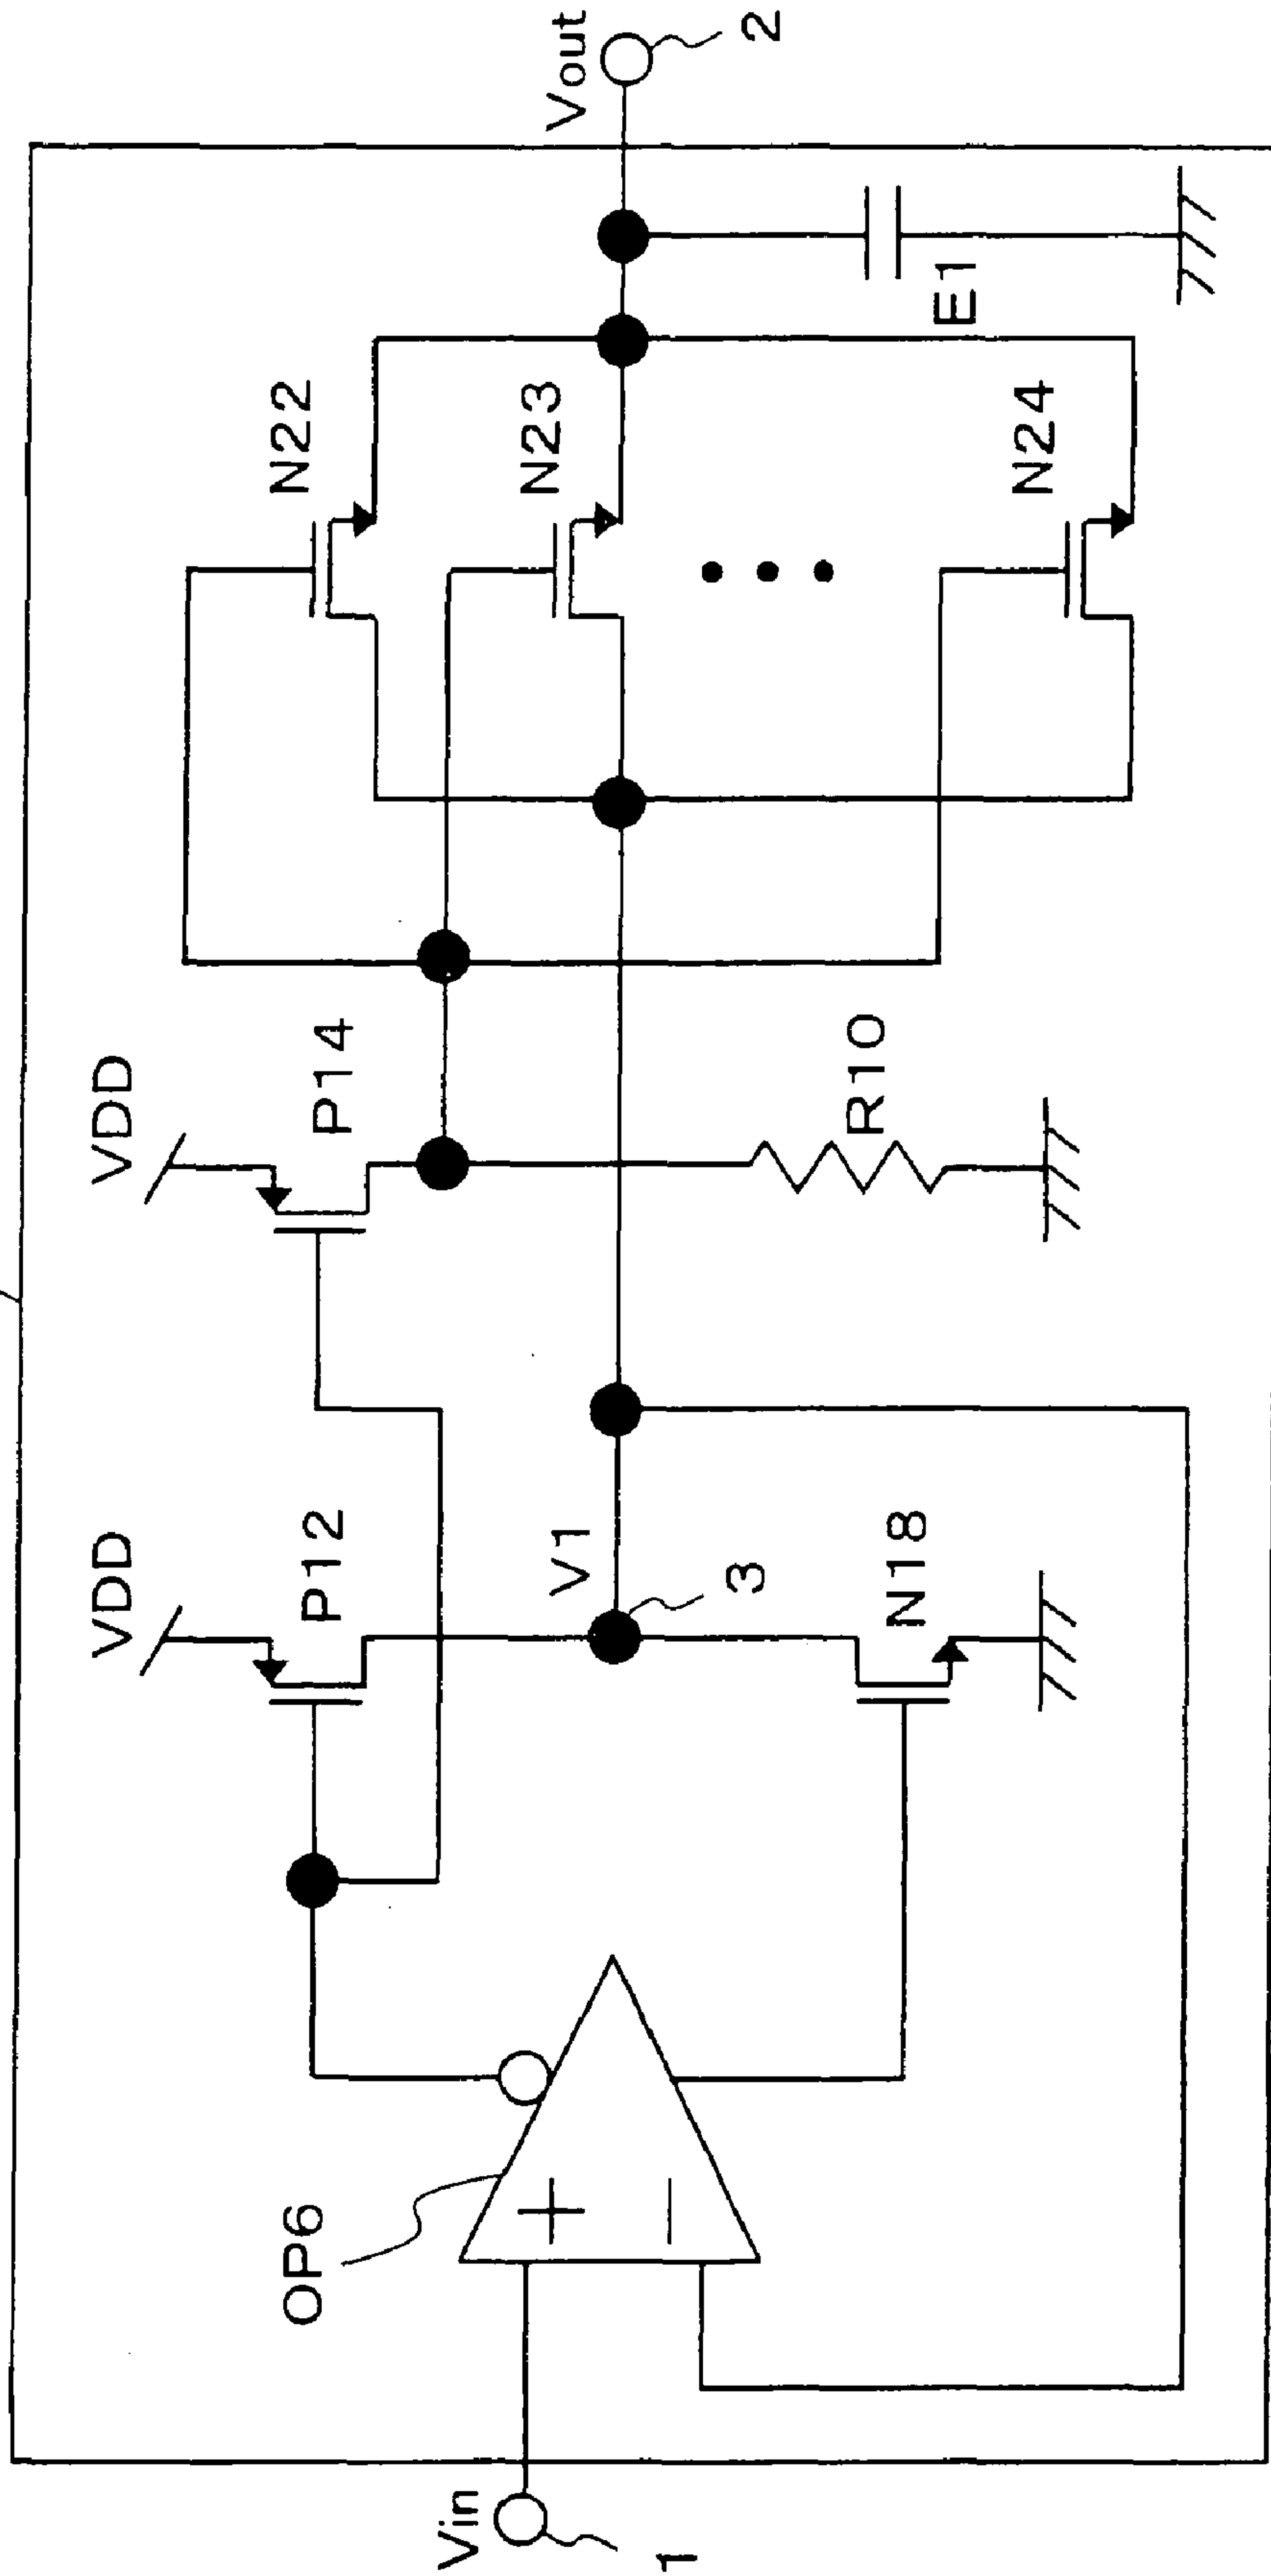 VDD
VDD
P12
P14
N22
N23
N24
OP6
Vin
1
+
−
V1
3
N18
R10
E1
Vout
2